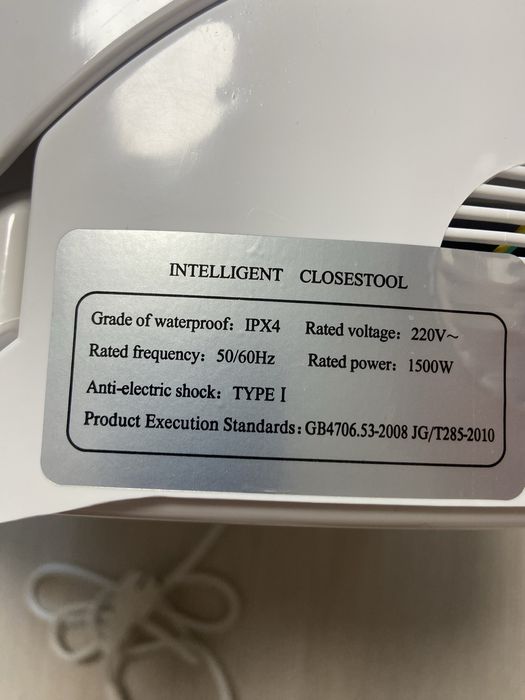 INTELLIGENT CLOSESTOOL
Grade of waterproof: IPX4 Rated voltage: 220V~
Rated frequency: 50/60Hz Rated power: 1500W
Anti-electric shock: TYPE I
Product Execution Standards: GB4706.53-2008 JG/T285-2010